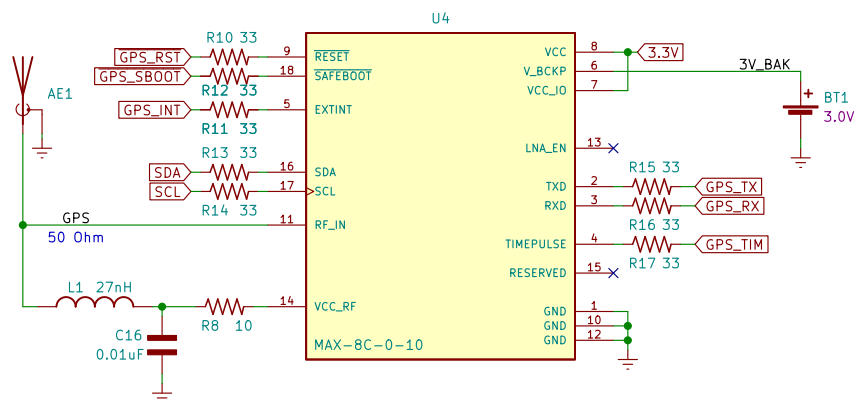 U4
R10 33
GPS_RST
9
RESET
GPS_SBOOT
18
SAFEBOOT
R12 33
AE1
GPS_INT
5
EXTINT
R11 33
R13 33
SDA
16
SDA
SCL
17
SCL
R14 33
GPS
11
RF_IN
50 Ohm
L1 27nH
14
VCC_RF
R8 10
C16
0.01uF
MAX-8C-0-10
VCC
8
3.3V
V_BCKP
6
3V_BAK
VCC_IO
7
+
BT1
3.0V
LNA_EN
13
R15 33
TXD
2
GPS_TX
RXD
3
GPS_RX
R16 33
TIMEPULSE
4
GPS_TIM
R17 33
RESERVED
15
GND
1
GND
10
GND
12